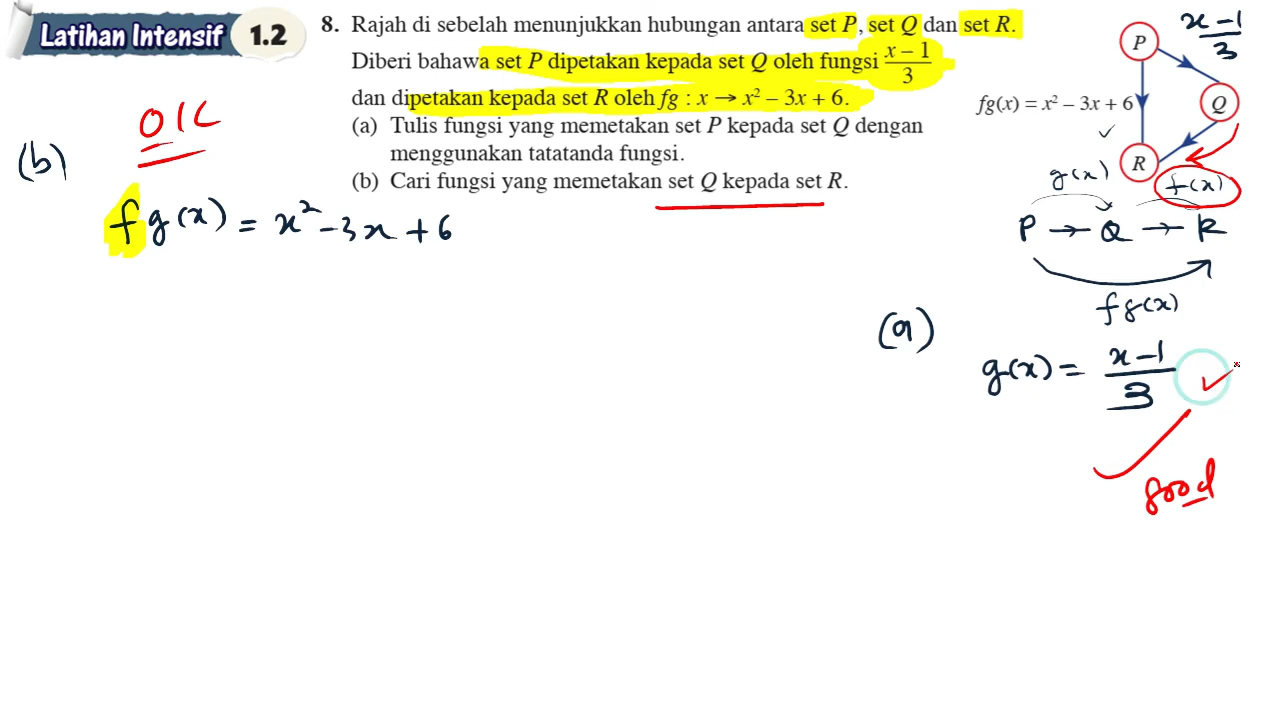 Latihan Intensif 1.2
8. Rajah di sebelah menunjukkan hubungan antara set P, set Q dan set R.
Diberi bahawa set P dipetakan kepada set Q oleh fungsi (x – 1)/3
dan dipetakan kepada set R oleh fg : x → x² – 3x + 6.
(a) Tulis fungsi yang memetakan set P kepada set Q dengan
menggunakan tatatanda fungsi.
(b) Cari fungsi yang memetakan set Q kepada set R.
P
(x – 1)/3
fg(x) = x² – 3x + 6
Q
R
g(x)
f(x)
P → Q → R
fg(x)
(b)
OIC
fg(x) = x² – 3x + 6
(a)
g(x) = (x – 1)/3
good